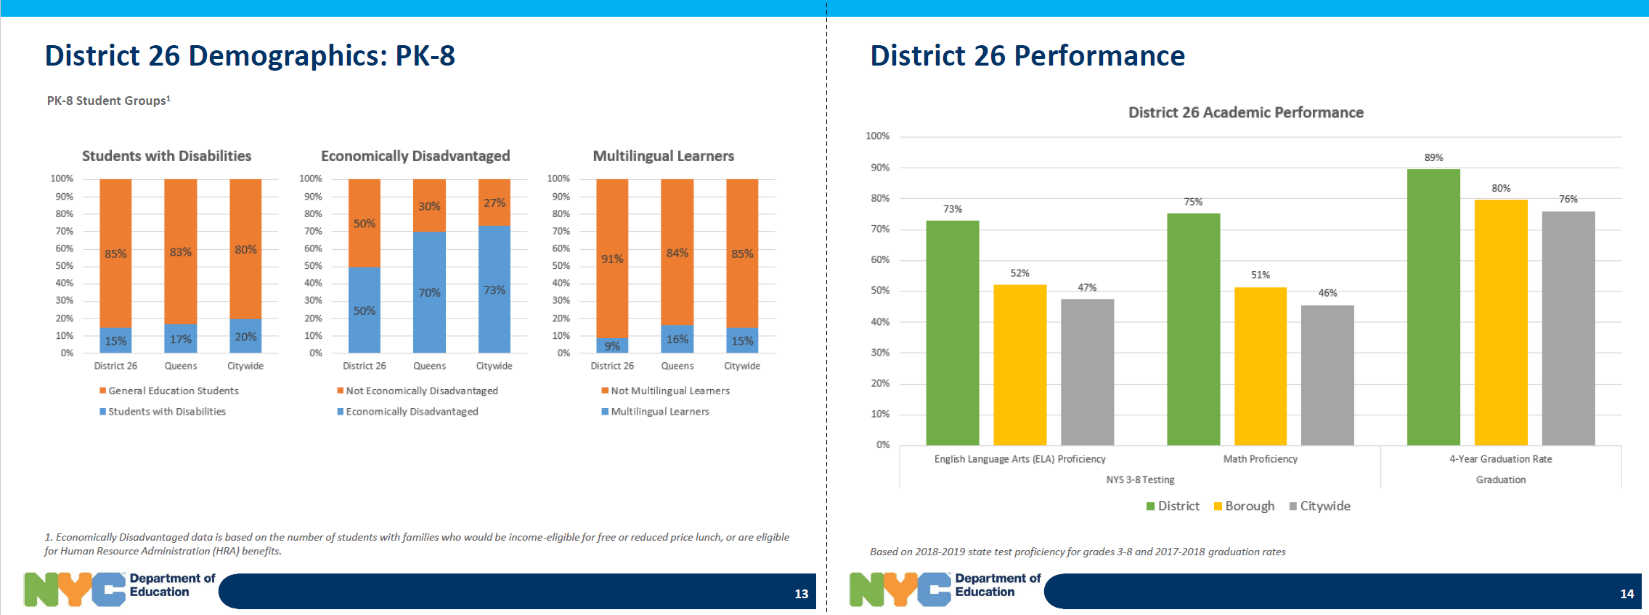 District 26 Demographics: PK-8
PK-8 Student Groups¹
Students with Disabilities
100%
90%
80%
70%
60%
50%
40%
30%
20%
10%
0%
85%
83%
80%
15%
17%
20%
District 26
Queens
Citywide
General Education Students
Students with Disabilities
Economically Disadvantaged
100%
90%
80%
70%
60%
50%
40%
30%
20%
10%
0%
50%
30%
27%
50%
70%
73%
District 26
Queens
Citywide
Not Economically Disadvantaged
Economically Disadvantaged
Multilingual Learners
100%
90%
80%
70%
60%
50%
40%
30%
20%
10%
0%
91%
84%
85%
9%
16%
15%
District 26
Queens
Citywide
Not Multilingual Learners
Multilingual Learners
1. Economically Disadvantaged data is based on the number of students with families who would be income-eligible for free or reduced price lunch, or are eligible
for Human Resource Administration (HRA) benefits.
NYC
Department of
Education
13
District 26 Performance
District 26 Academic Performance
100%
90%
80%
70%
60%
50%
40%
30%
20%
10%
0%
73%
52%
47%
75%
51%
46%
89%
80%
76%
English Language Arts (ELA) Proficiency
Math Proficiency
4-Year Graduation Rate
NYS 3-8 Testing
Graduation
District
Borough
Citywide
Based on 2018-2019 state test proficiency for grades 3-8 and 2017-2018 graduation rates
NYC
Department of
Education
14